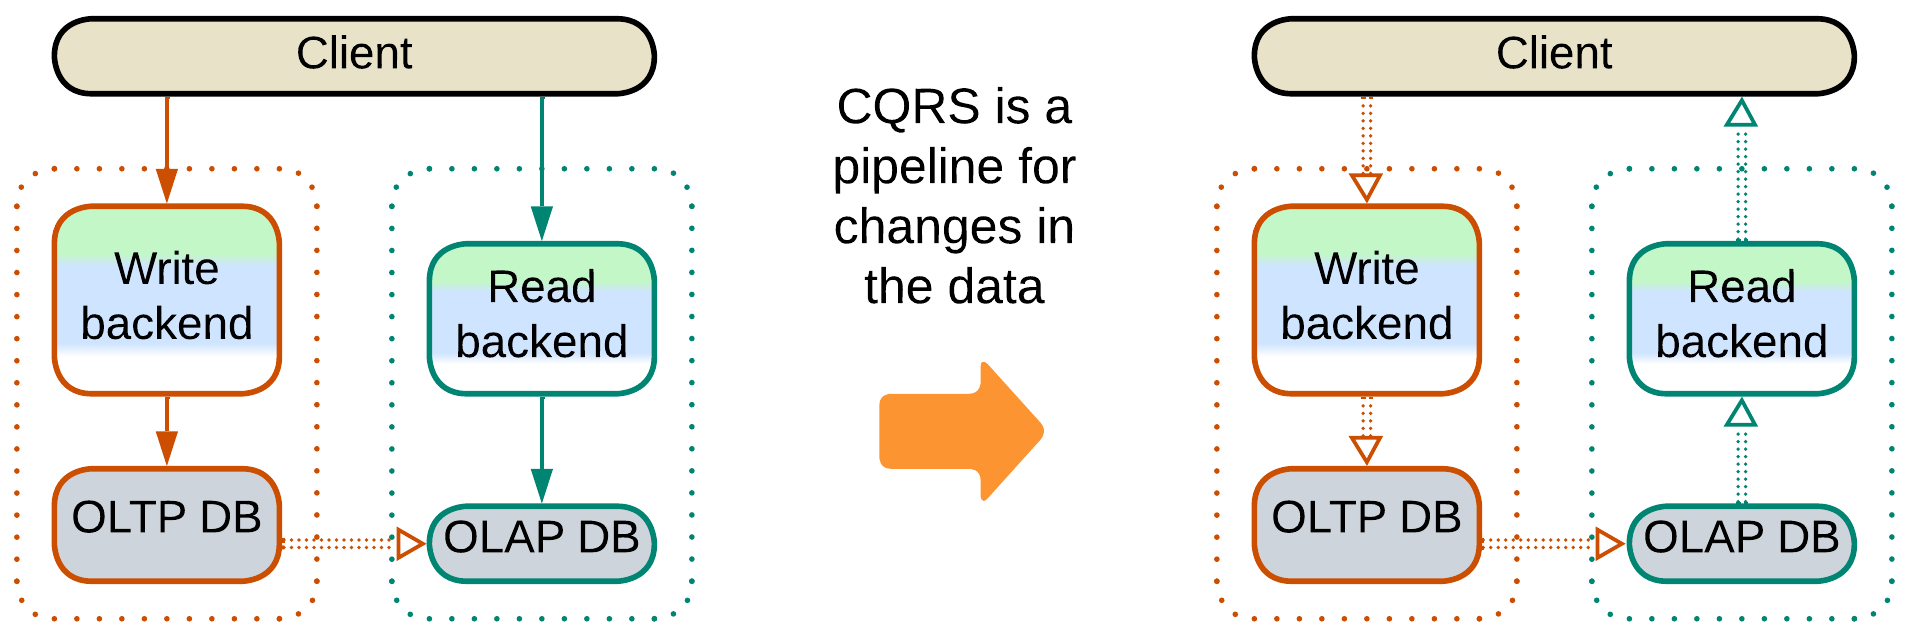 Client
Write
backend
OLTP DB
Read
backend
OLAP DB
CQRS is a
pipeline for
changes in
the data
Client
Write
backend
OLTP DB
Read
backend
OLAP DB